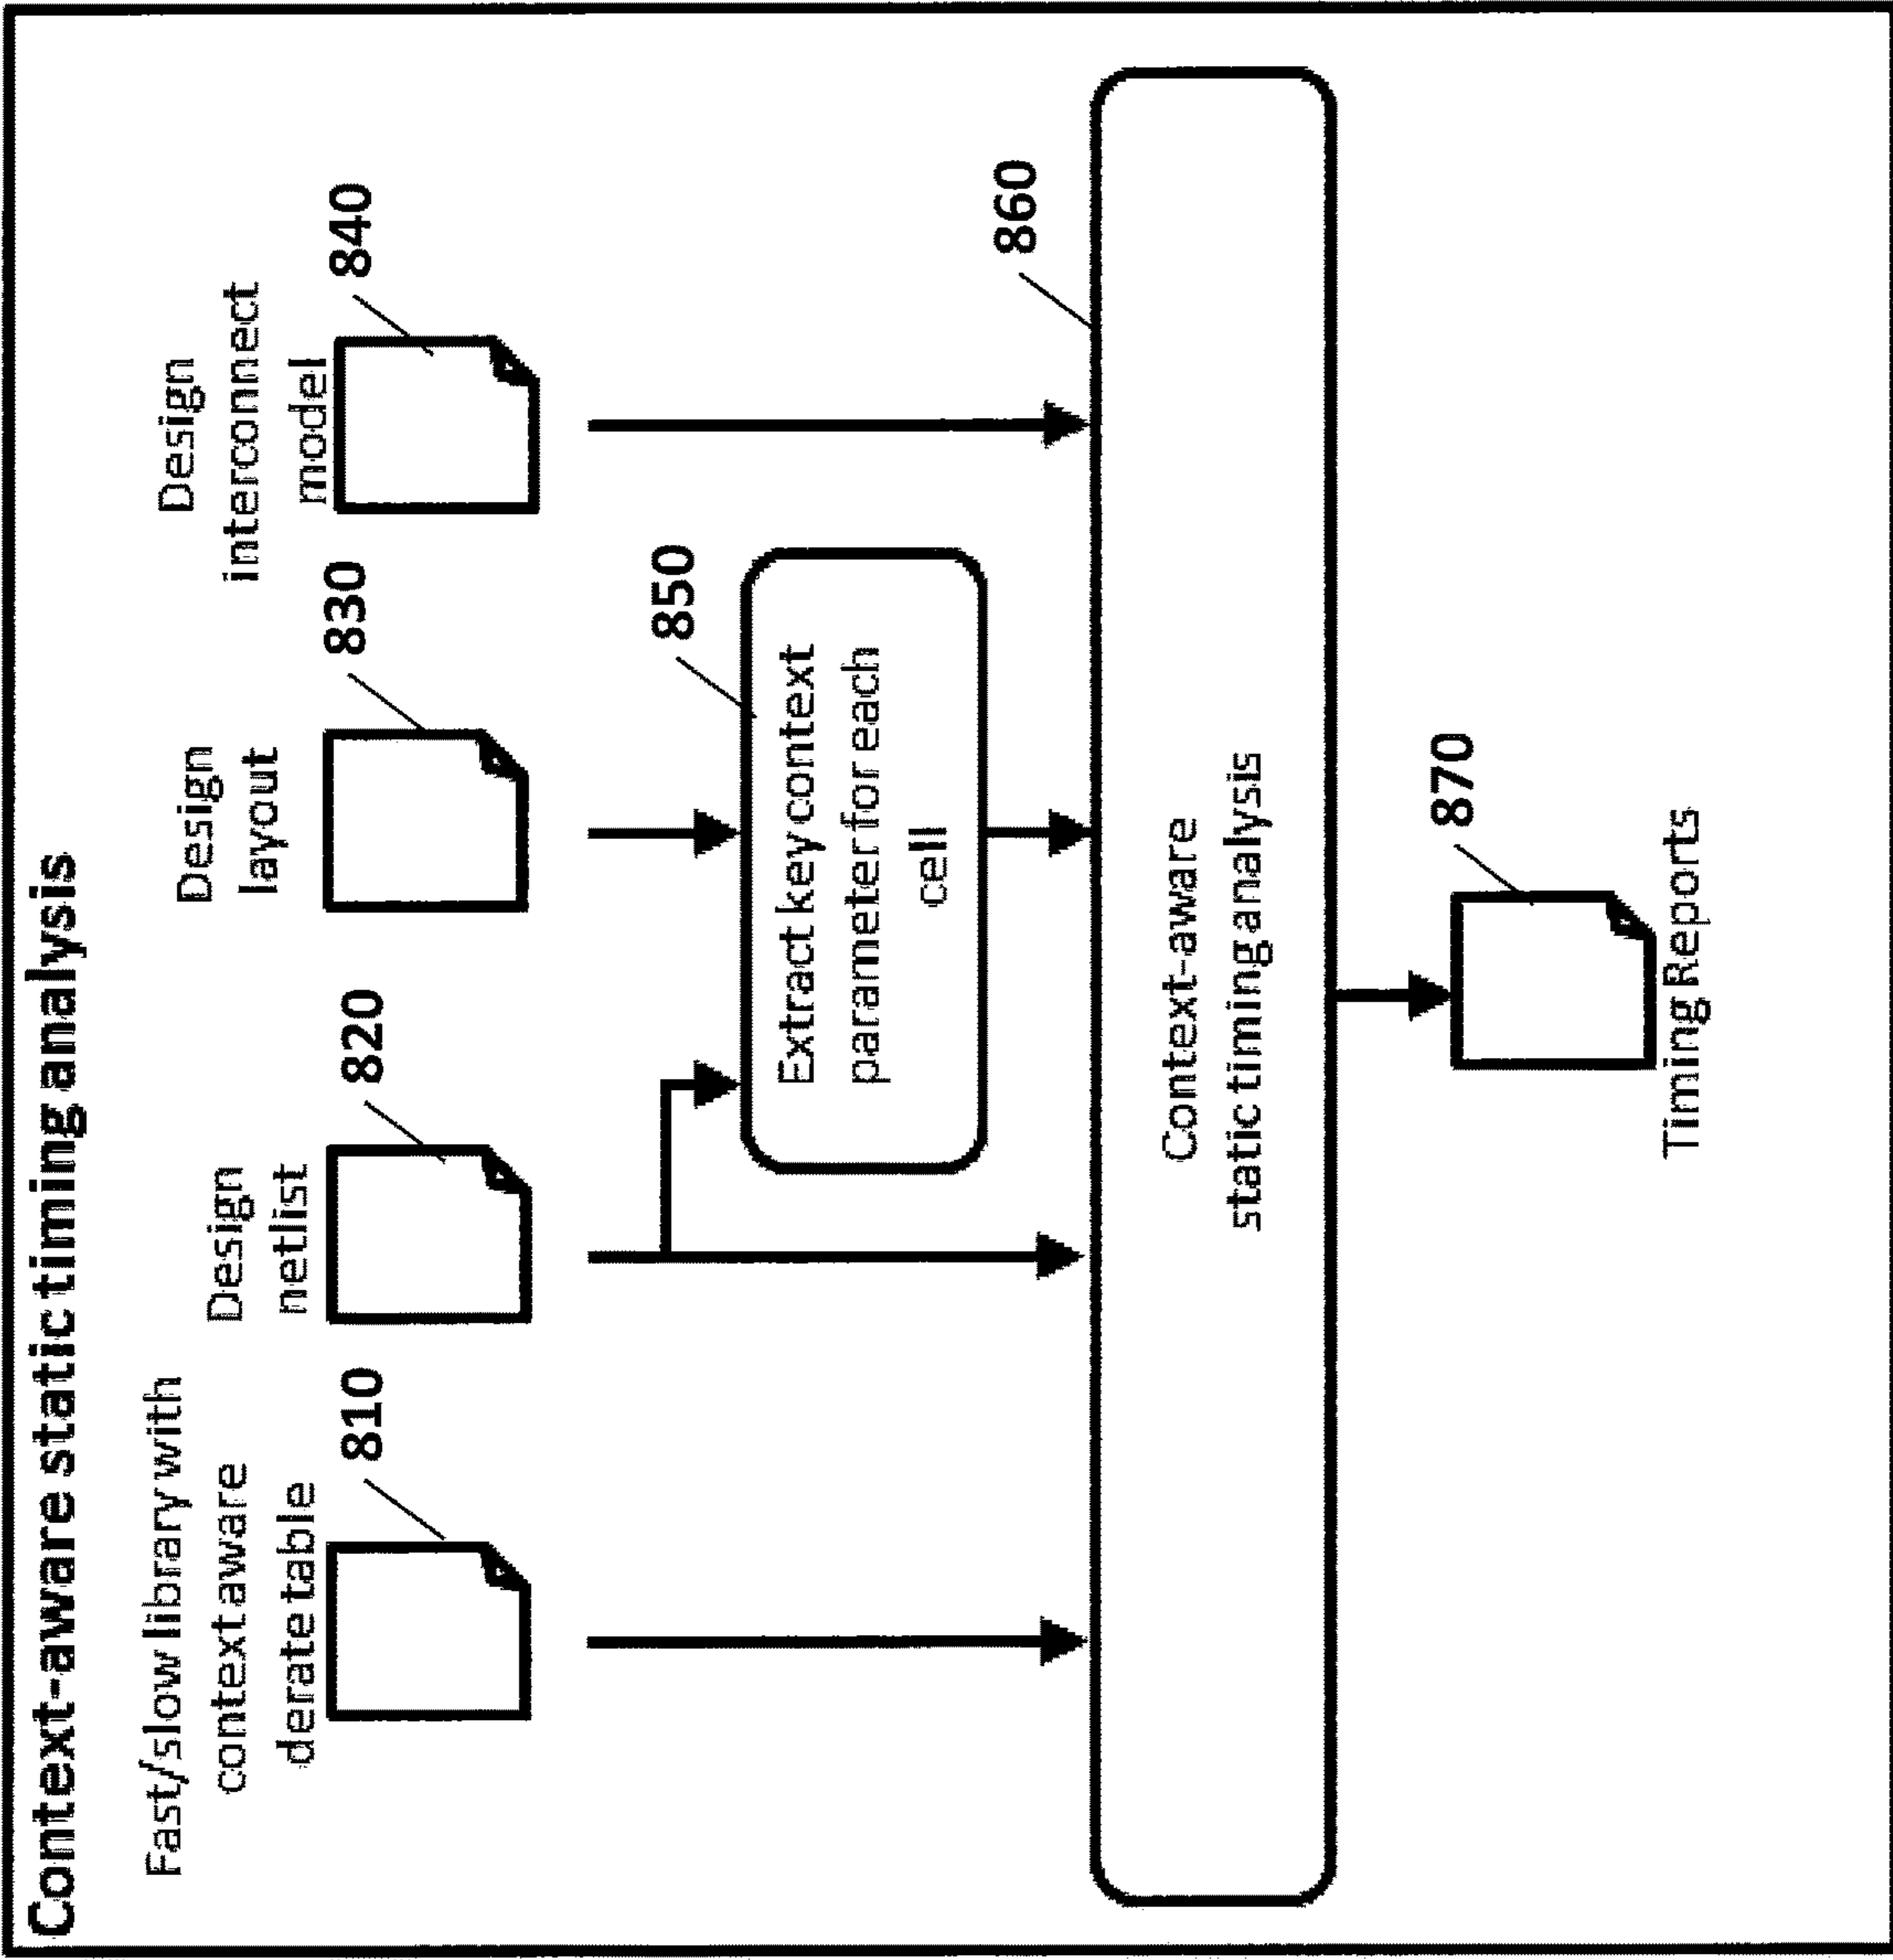 Context-aware static timing analysis
Fast/slow library with
context aware
derate table
810
Design
netlist
820
Design
layout
830
Design
interconnect
model
840
850
Extract key context
parameter for each
cell
860
Context-aware
static timing analysis
870
Timing Reports